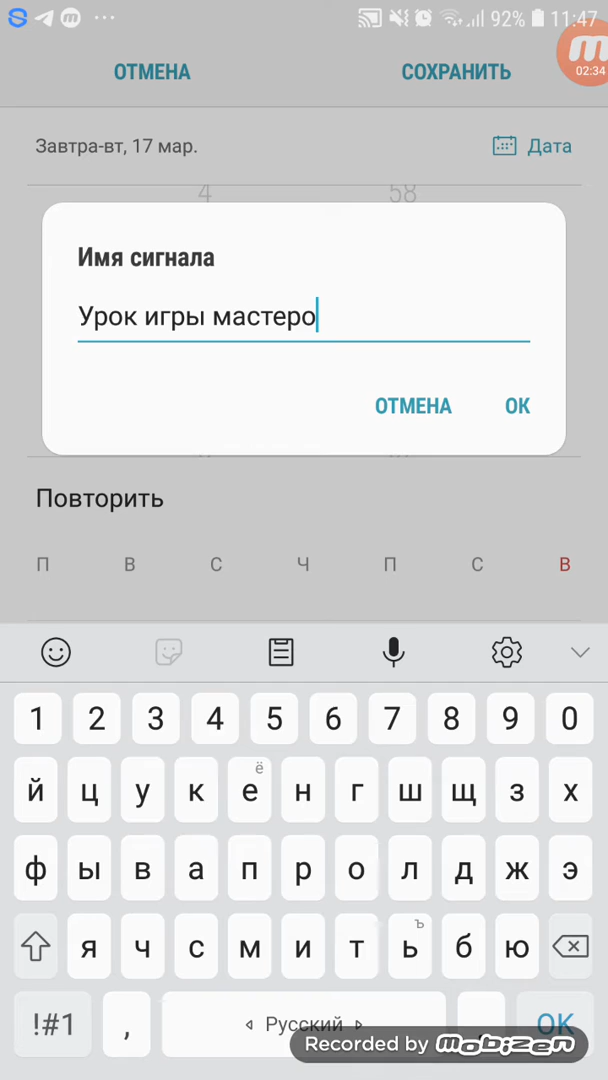 92% 11:47
ОТМЕНА СОХРАНИТЬ
02:34
Завтра-вт, 17 мар. Дата
4 58
Имя сигнала
Урок игры мастеро
ОТМЕНА ОК
Повторить
П В С Ч П С В
1 2 3 4 5 6 7 8 9 0
й ц у к е ё н г ш щ з х
ф ы в а п р о л д ж э
я ч с м и т ь ъ б ю
!#1 , Русский . OK
Recorded by mobizen